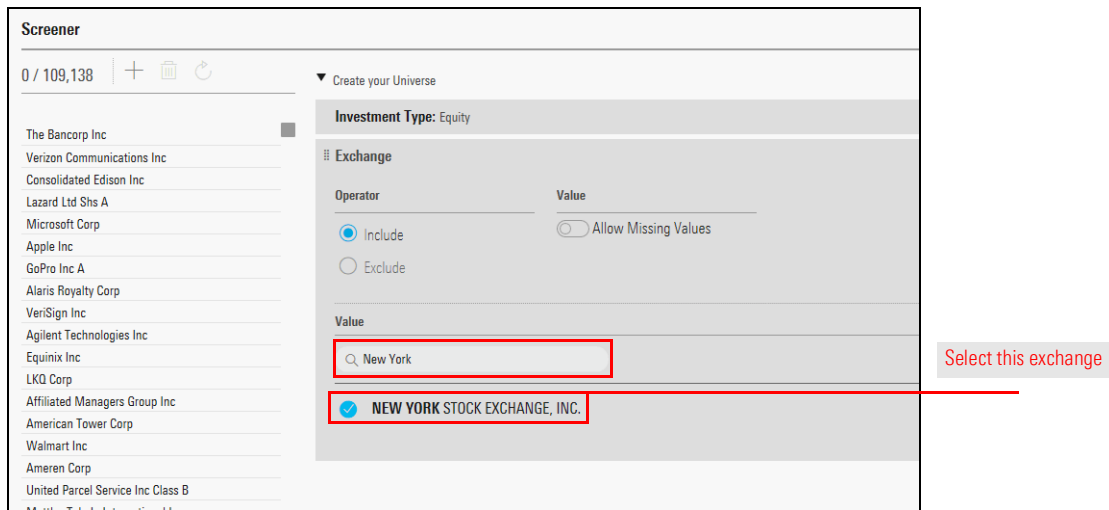 Screener
0 / 109,138
The Bancorp Inc
Verizon Communications Inc
Consolidated Edison Inc
Lazard Ltd Shs A
Microsoft Corp
Apple Inc
GoPro Inc A
Alaris Royalty Corp
VeriSign Inc
Agilent Technologies Inc
Equinix Inc
LKQ Corp
Affiliated Managers Group Inc
American Tower Corp
Walmart Inc
Ameren Corp
United Parcel Service Inc Class B
Create your Universe
Investment Type: Equity
Exchange
Operator
Include
Exclude
Value
Allow Missing Values
Value
New York
NEW YORK STOCK EXCHANGE, INC.
Select this exchange